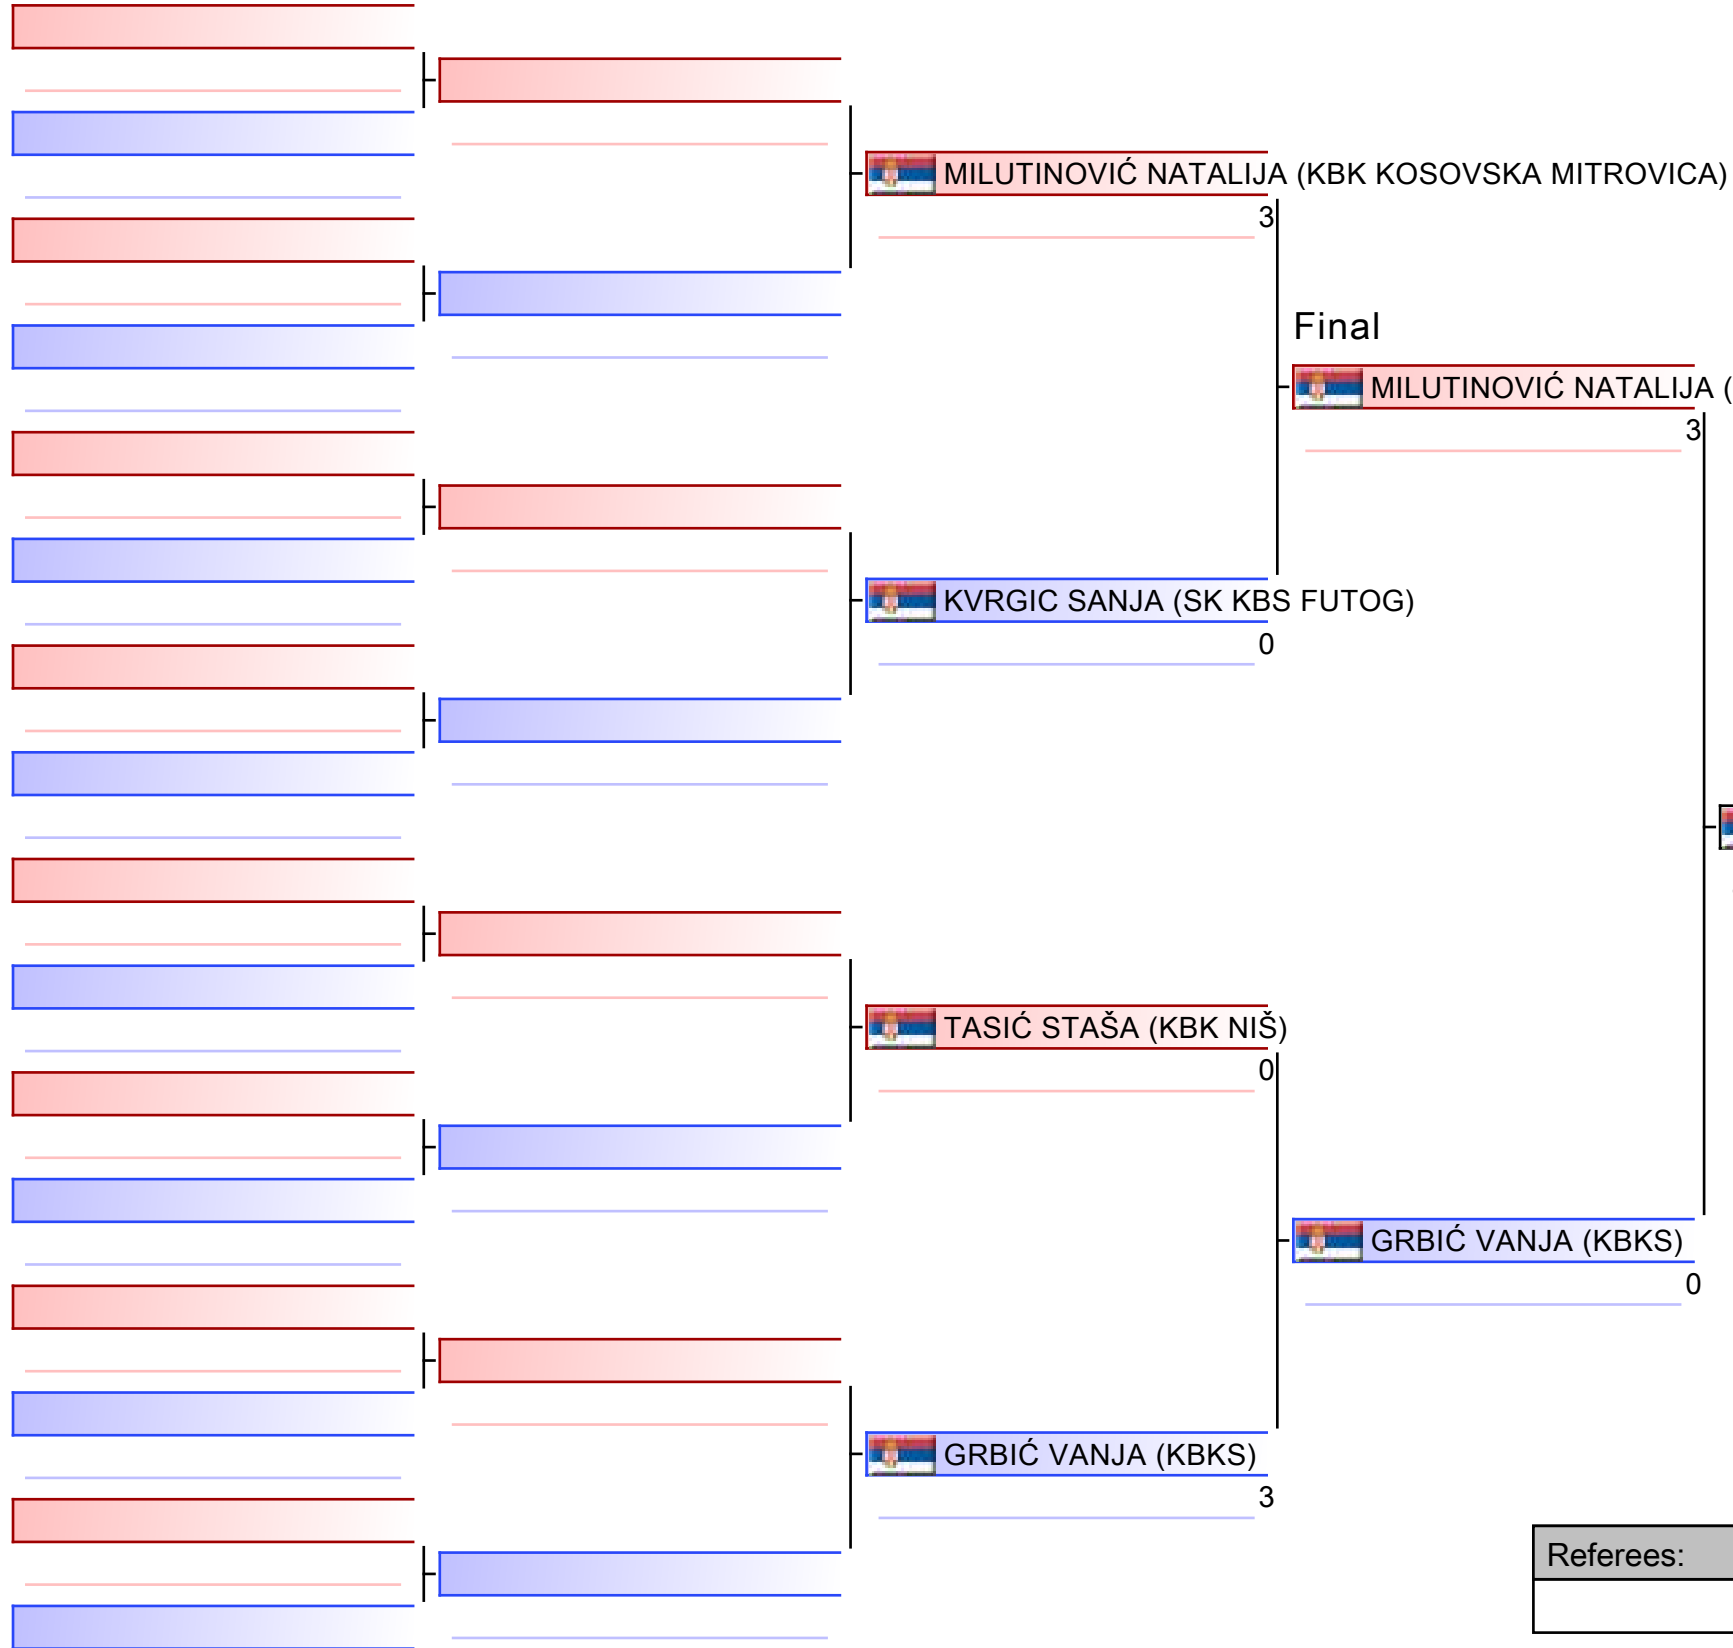 MILUTINOVIĆ NATALIJA (KBK KOSOVSKA MITROVICA)
3
Final
MILUTINOVIĆ NATALIJA (
3
KVRGIC SANJA (SK KBS FUTOG)
0
TASIĆ STAŠA (KBK NIŠ)
0
GRBIĆ VANJA (KBKS)
0
GRBIĆ VANJA (KBKS)
3
Referees: